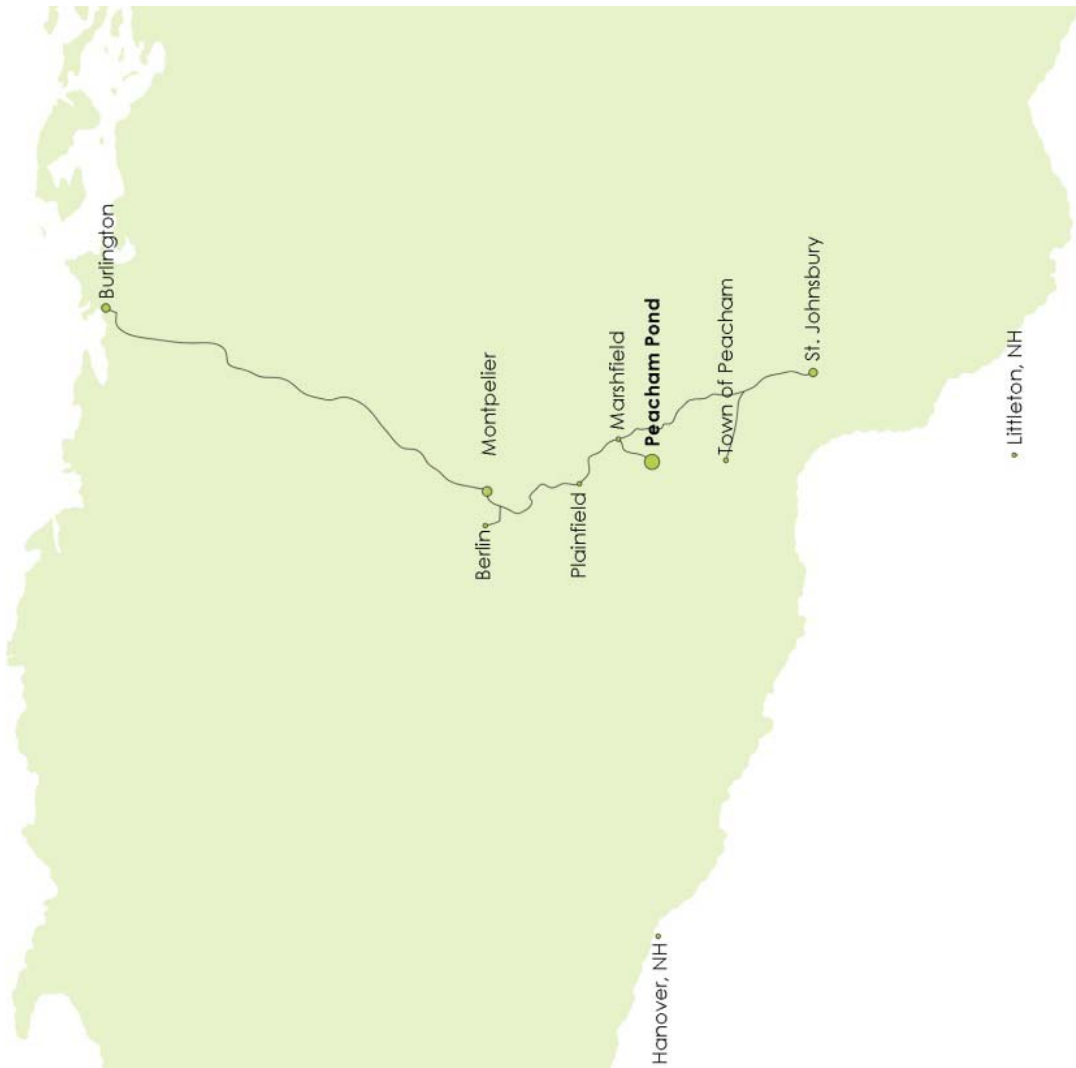 Burlington
Montpelier
Berlin
Marshfield
Plainfield
Peacham Pond
Town of Peacham
St. Johnsbury
Littleton, NH
Hanover, NH